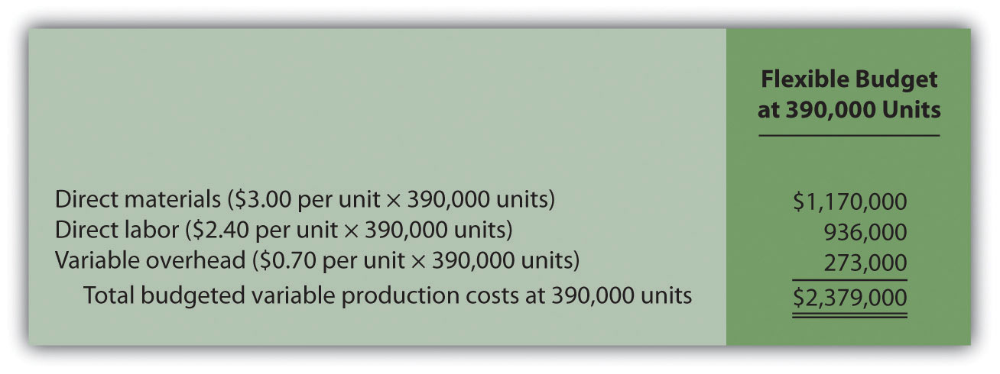 Flexible Budget
at 390,000 Units
Direct materials ($3.00 per unit × 390,000 units) $1,170,000
Direct labor ($2.40 per unit × 390,000 units) 936,000
Variable overhead ($0.70 per unit × 390,000 units) 273,000
Total budgeted variable production costs at 390,000 units $2,379,000